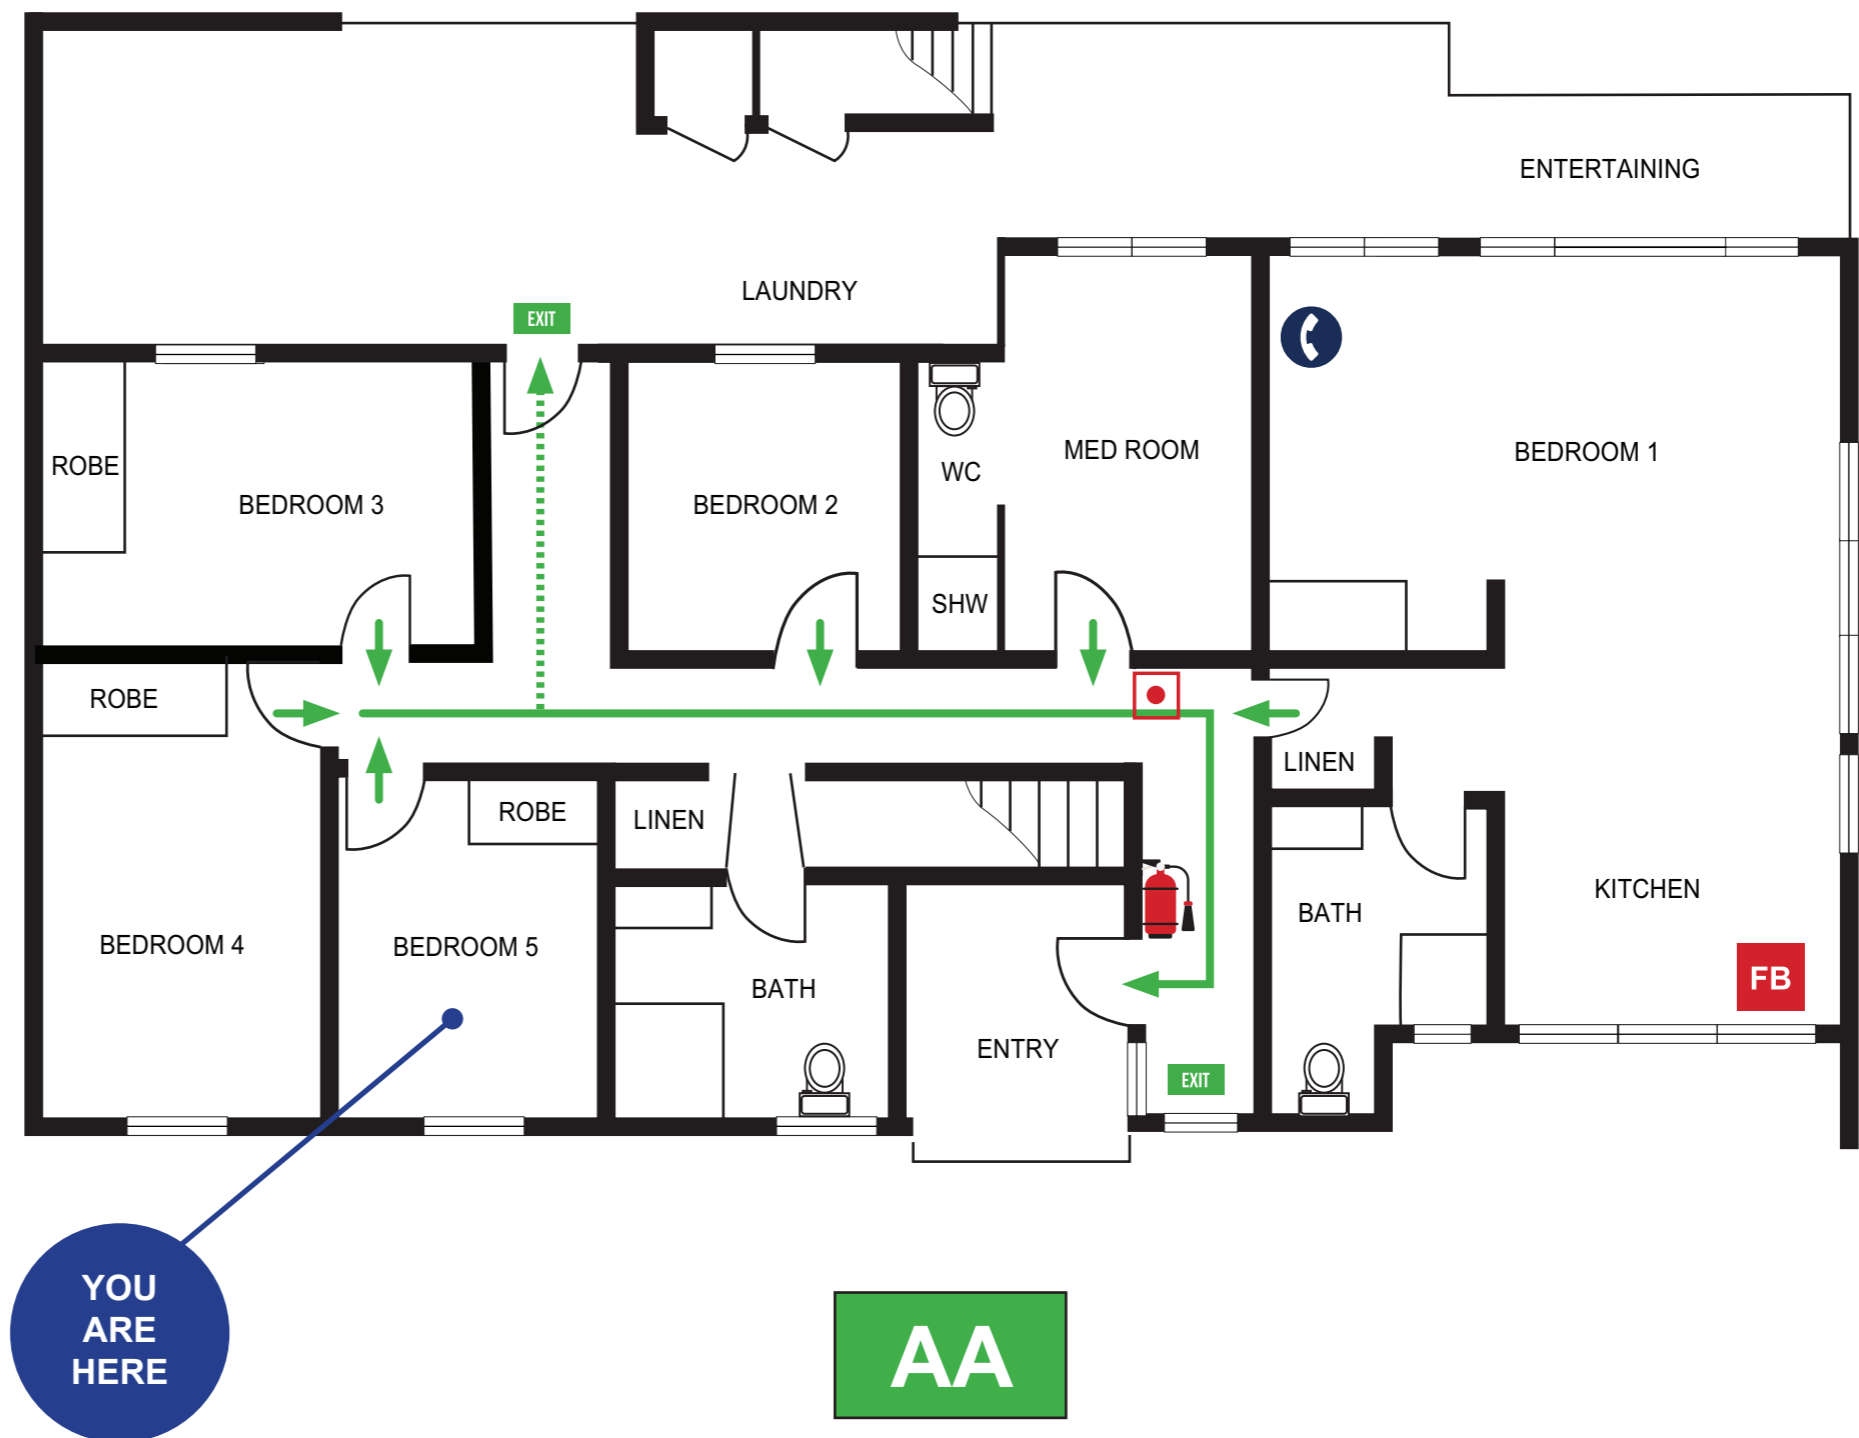 ENTERTAINING
LAUNDRY
EXIT
ROBE
BEDROOM 3
BEDROOM 2
WC
MED ROOM
BEDROOM 1
SHW
ROBE
LINEN
ROBE
LINEN
KITCHEN
BATH
BEDROOM 4
BEDROOM 5
BATH
FB
ENTRY
EXIT
YOU
ARE
HERE
AA